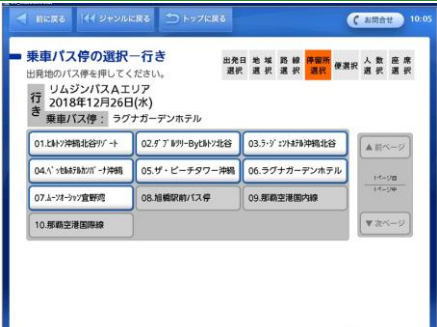 前に戻る ジャンルに戻る トップに戻る お問合せ 10:05
乗車バス停の選択－行き
出発地のバス停を押してください。
出発日選択 地域選択 路線選択 停留所選択 便選択 人数選択 座席選択
行き
リムジンバスAエリア
2018年12月26日(水)
乗車バス停： ラグナガーデンホテル
01.ﾋﾙﾄﾝ沖縄北谷ﾘｿﾞｰﾄ 02.ﾀﾞﾌﾞﾙﾂﾘｰByﾋﾙﾄﾝ北谷 03.ﾗ･ｼﾞｪﾝﾄﾎﾃﾙ沖縄北谷
04.ﾍﾞｯｾﾙﾎﾃﾙｶﾝﾊﾟｰﾅ沖縄 05.ザ・ビーチタワー沖縄 06.ラグナガーデンホテル
07.ﾑｰﾝｵｰｼｬﾝ宜野湾 08.旭橋駅前バス停 09.那覇空港国内線
10.那覇空港国際線
▲前ページ
1ページ目
1ページ中
▼次ページ